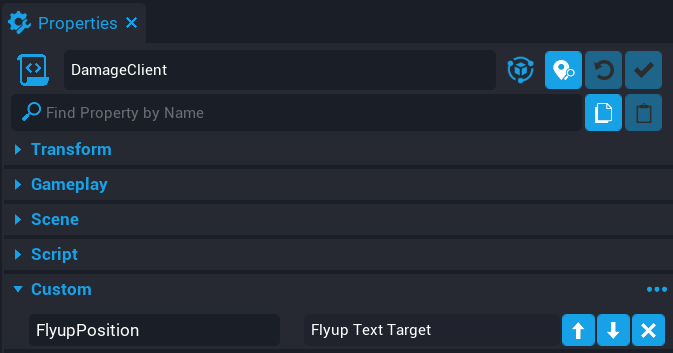 Properties
DamageClient
Find Property by Name
Transform
Gameplay
Scene
Script
Custom
FlyupPosition Flyup Text Target